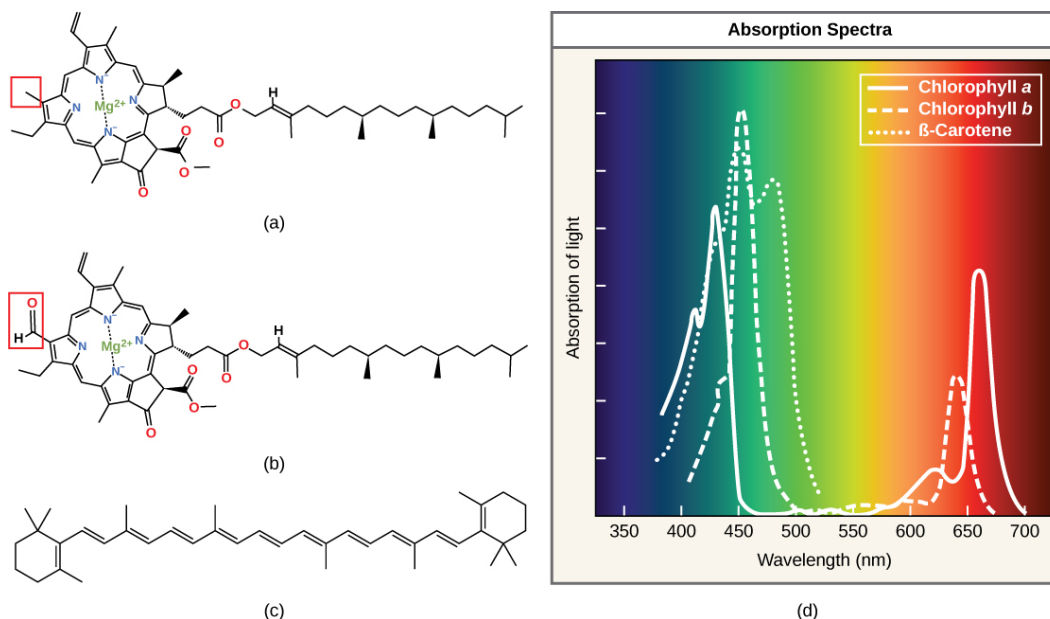 N
N
N
N
Mg2+
O
O
H
O
O
O
(a)
O
H
N
N
N
N
Mg2+
O
O
H
O
O
O
(b)
(c)
Absorption Spectra
Chlorophyll a
Chlorophyll b
ß-Carotene
Absorption of light
350 400 450 500 550 600 650 700
Wavelength (nm)
(d)